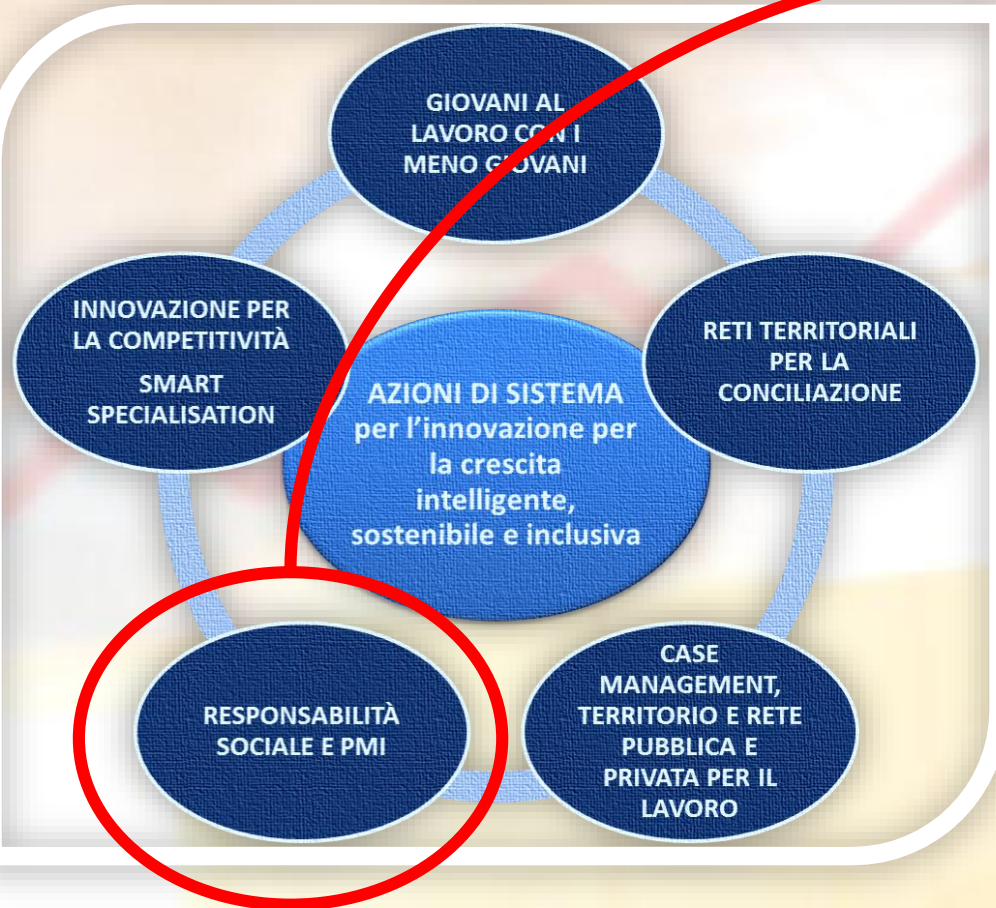 GIOVANI AL
LAVORO CON I
MENO GIOVANI
INNOVAZIONE PER
LA COMPETITIVITÀ
SMART
SPECIALISATION
RETI TERRITORIALI
PER LA
CONCILIAZIONE
AZIONI DI SISTEMA
per l’innovazione per
la crescita
intelligente,
sostenibile e inclusiva
RESPONSABILITÀ
SOCIALE E PMI
CASE
MANAGEMENT,
TERRITORIO E RETE
PUBBLICA E
PRIVATA PER IL
LAVORO